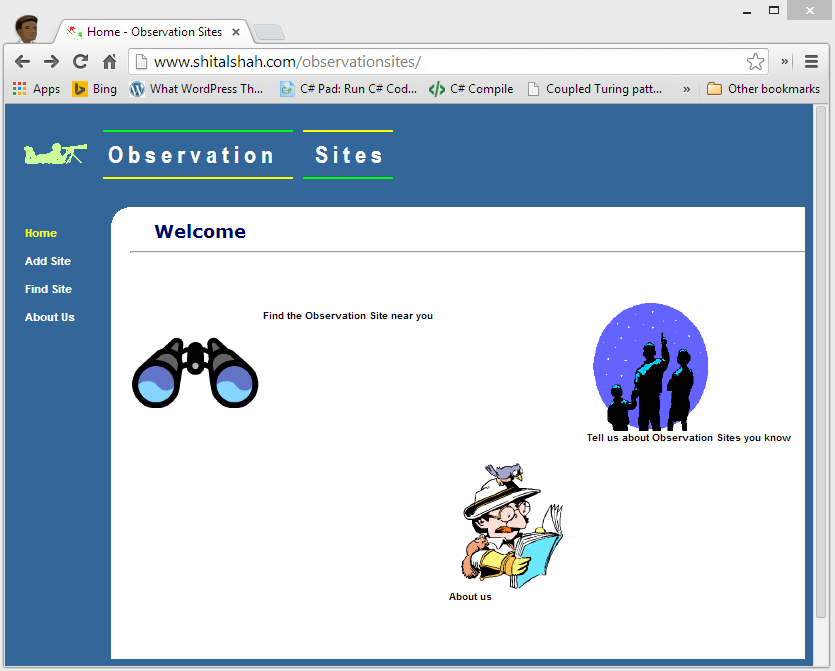 Home - Observation Sites
www.shitalshah.com/observationsites/
Apps Bing What WordPress Th... C# Pad: Run C# Cod... C# Compile Coupled Turing patt... » Other bookmarks
Observation Sites
Home
Add Site
Find Site
About Us
Welcome
Find the Observation Site near you
Tell us about Observation Sites you know
About us